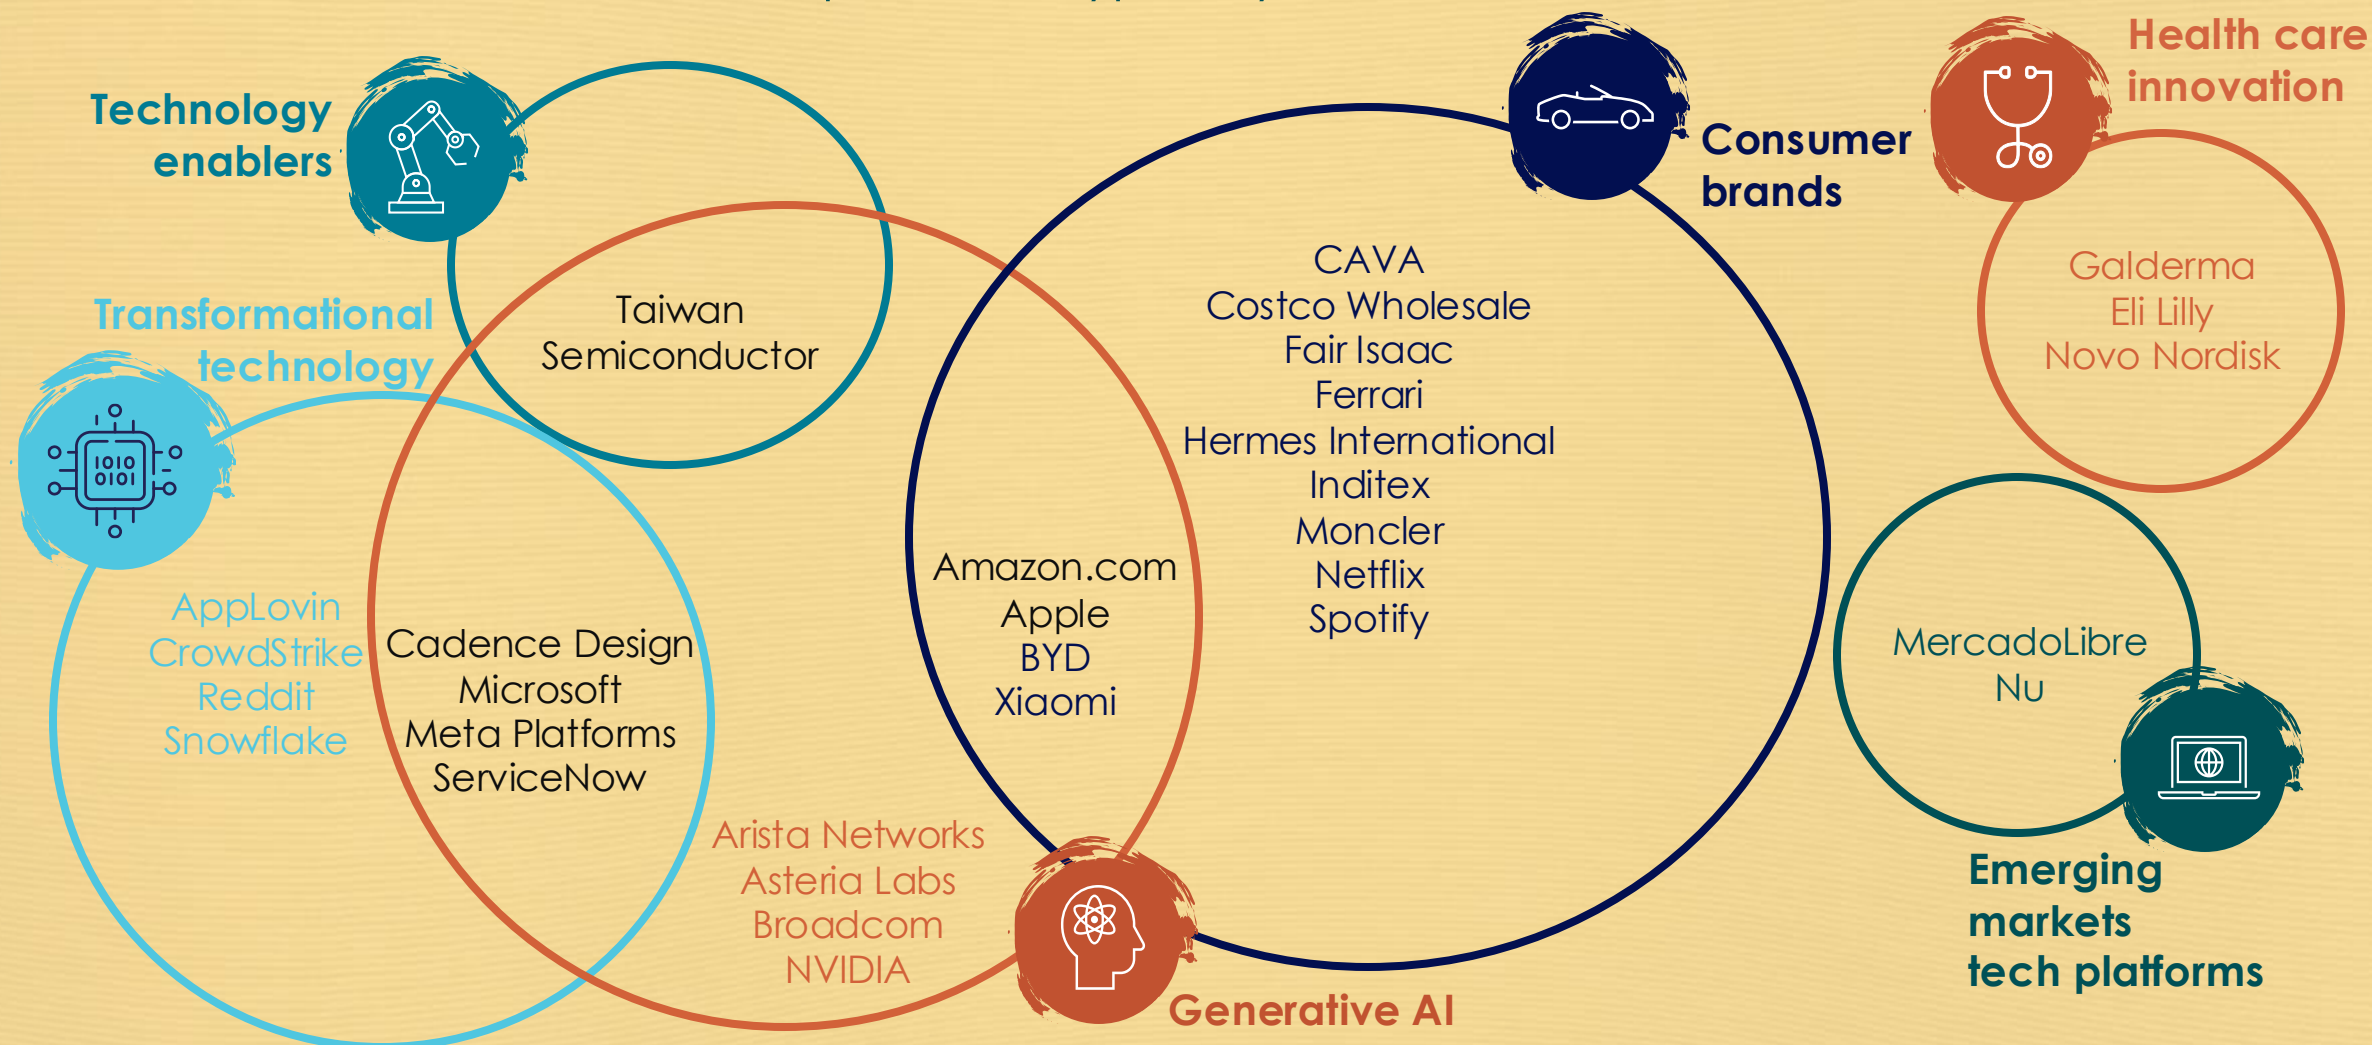 Technology
enablers
Taiwan
Semiconductor
Transformational
technology
1010
0101
AppLovin
CrowdStrike
Reddit
Snowflake
Cadence Design
Microsoft
Meta Platforms
ServiceNow
Arista Networks
Asteria Labs
Broadcom
NVIDIA
Generative AI
Amazon.com
Apple
BYD
Xiaomi
Consumer
brands
CAVA
Costco Wholesale
Fair Isaac
Ferrari
Hermes International
Inditex
Moncler
Netflix
Spotify
Health care
innovation
Galderma
Eli Lilly
Novo Nordisk
MercadoLibre
Nu
Emerging
markets
tech platforms